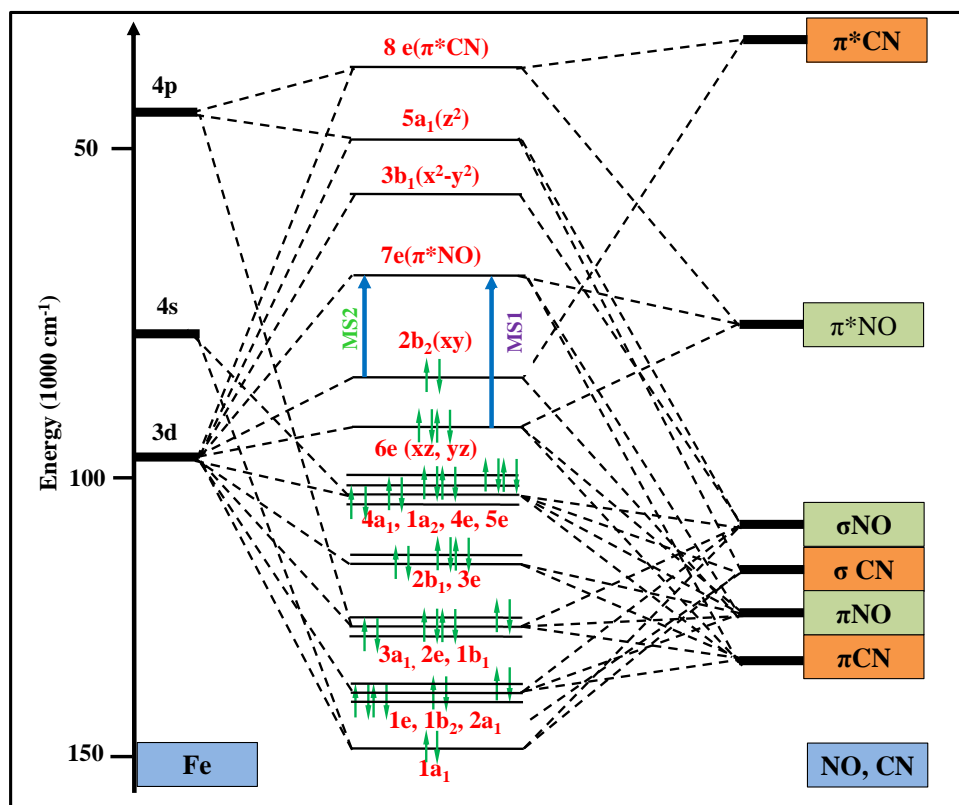 8 e(π*CN)
π*CN
4p
5a₁(z²)
50
3b₁(x²-y²)
7e(π*NO)
4s
π*NO
MS2
MS1
2b₂(xy)
Energy (1000 cm⁻¹)
3d
6e (xz, yz)
100
4a₁, 1a₂, 4e, 5e
σNO
σ CN
2b₁, 3e
πNO
3a₁, 2e, 1b₁
πCN
1e, 1b₂, 2a₁
150
Fe
1a₁
NO, CN